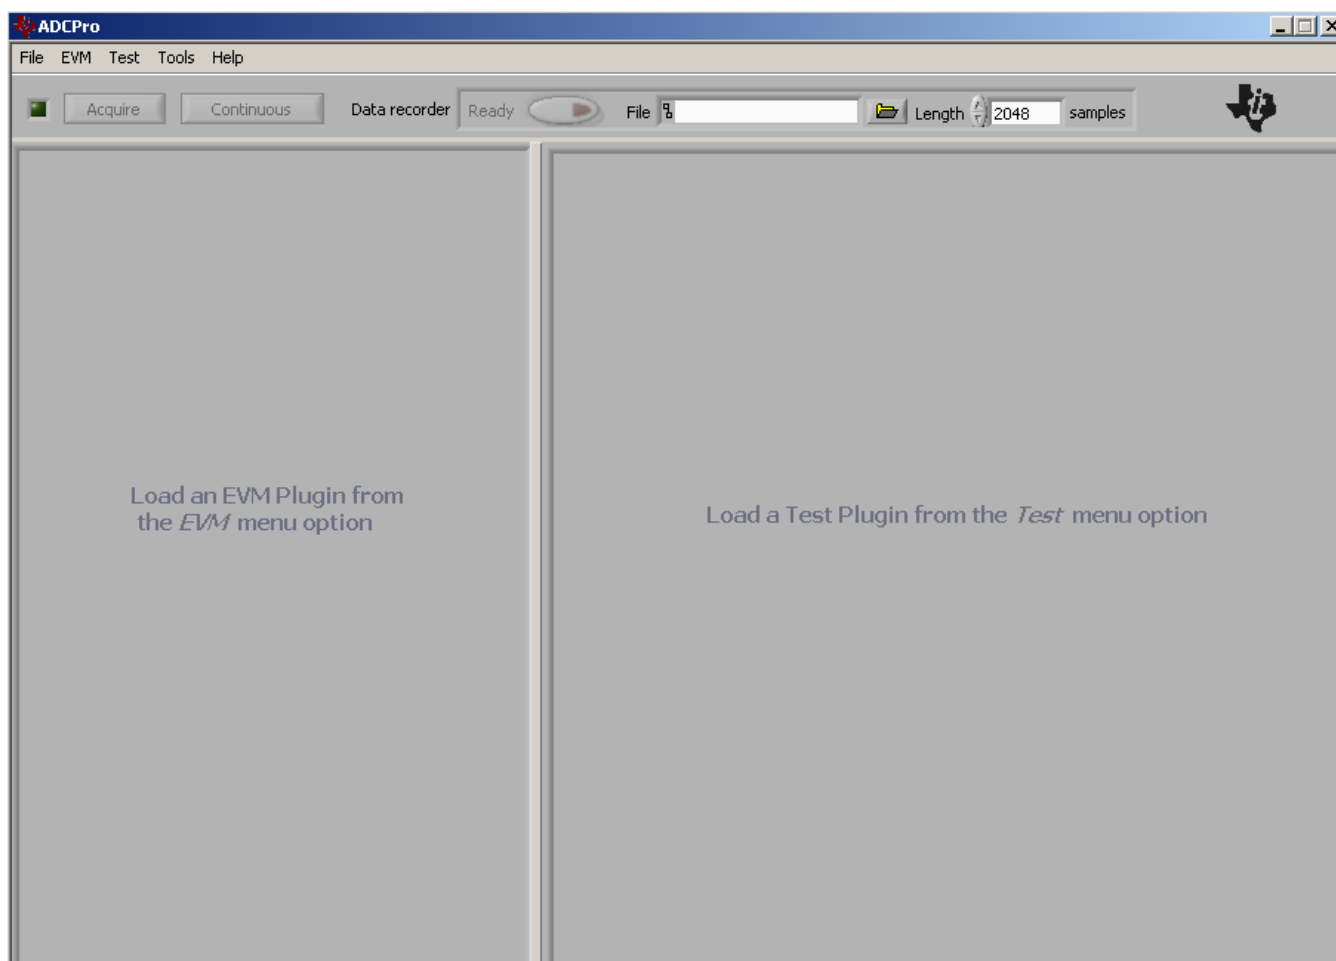 ADCPro
File EVM Test Tools Help
Acquire Continuous Data recorder Ready File Length 2048 samples
Load an EVM Plugin from
the EVM menu option
Load a Test Plugin from the Test menu option